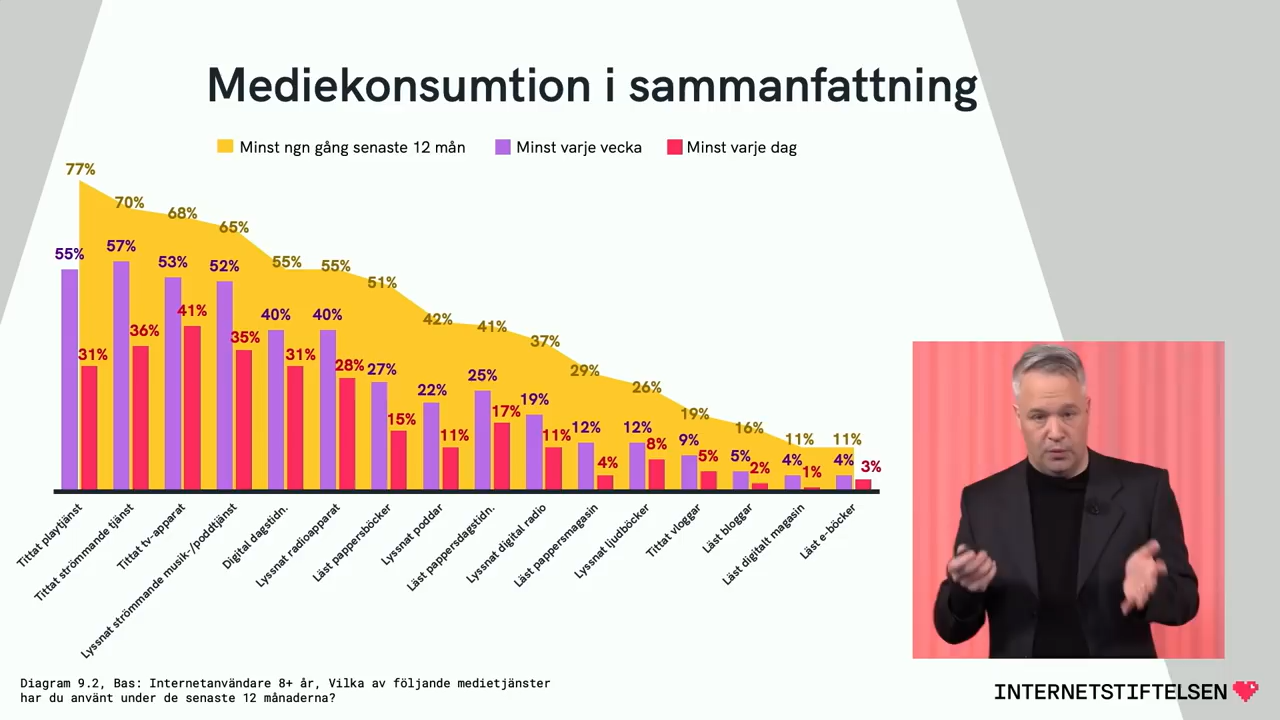 Mediekonsumtion i sammanfattning
Minst ngn gång senaste 12 mån
Minst varje vecka
Minst varje dag
77%
70%
68%
65%
55%
55%
51%
42%
41%
37%
29%
26%
19%
16%
11%
11%
55%
31%
57%
36%
53%
41%
52%
35%
40%
31%
40%
28%
27%
15%
22%
11%
25%
17%
19%
11%
12%
4%
12%
8%
9%
5%
5%
2%
4%
1%
4%
3%
Tittat playtjänst
Tittat strömmande tjänst
Tittat tv-apparat
Lyssnat strömmande musik-/poddtjänst
Digital dagstidn.
Lyssnat radioapparat
Läst pappersböcker
Lyssnat poddar
Läst pappersdagstidn.
Lyssnat digital radio
Läst pappersmagasin
Lyssnat ljudböcker
Tittat vloggar
Läst bloggar
Läst digitalt magasin
Läst e-böcker
Diagram 9.2, Bas: Internetanvändare 8+ år, Vilka av följande medietjänster
har du använt under de senaste 12 månaderna?
INTERNETSTIFTELSEN